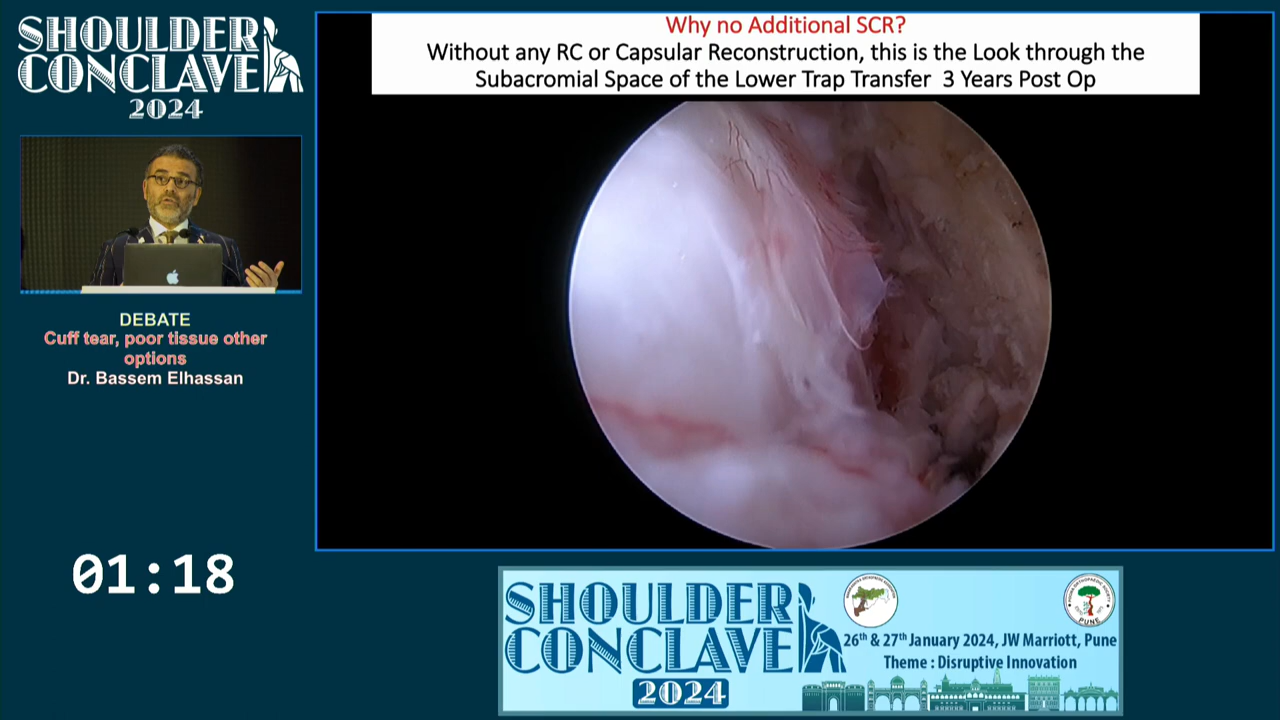 SHOULDER
CONCLAVE
2024
Why no Additional SCR?
Without any RC or Capsular Reconstruction, this is the Look through the
Subacromial Space of the Lower Trap Transfer 3 Years Post Op
DEBATE
Cuff tear, poor tissue other
options
Dr. Bassem Elhassan
01:18
SHOULDER
CONCLAVE
2024
26th & 27th January 2024, JW Marriott, Pune
Theme : Disruptive Innovation
PUNE